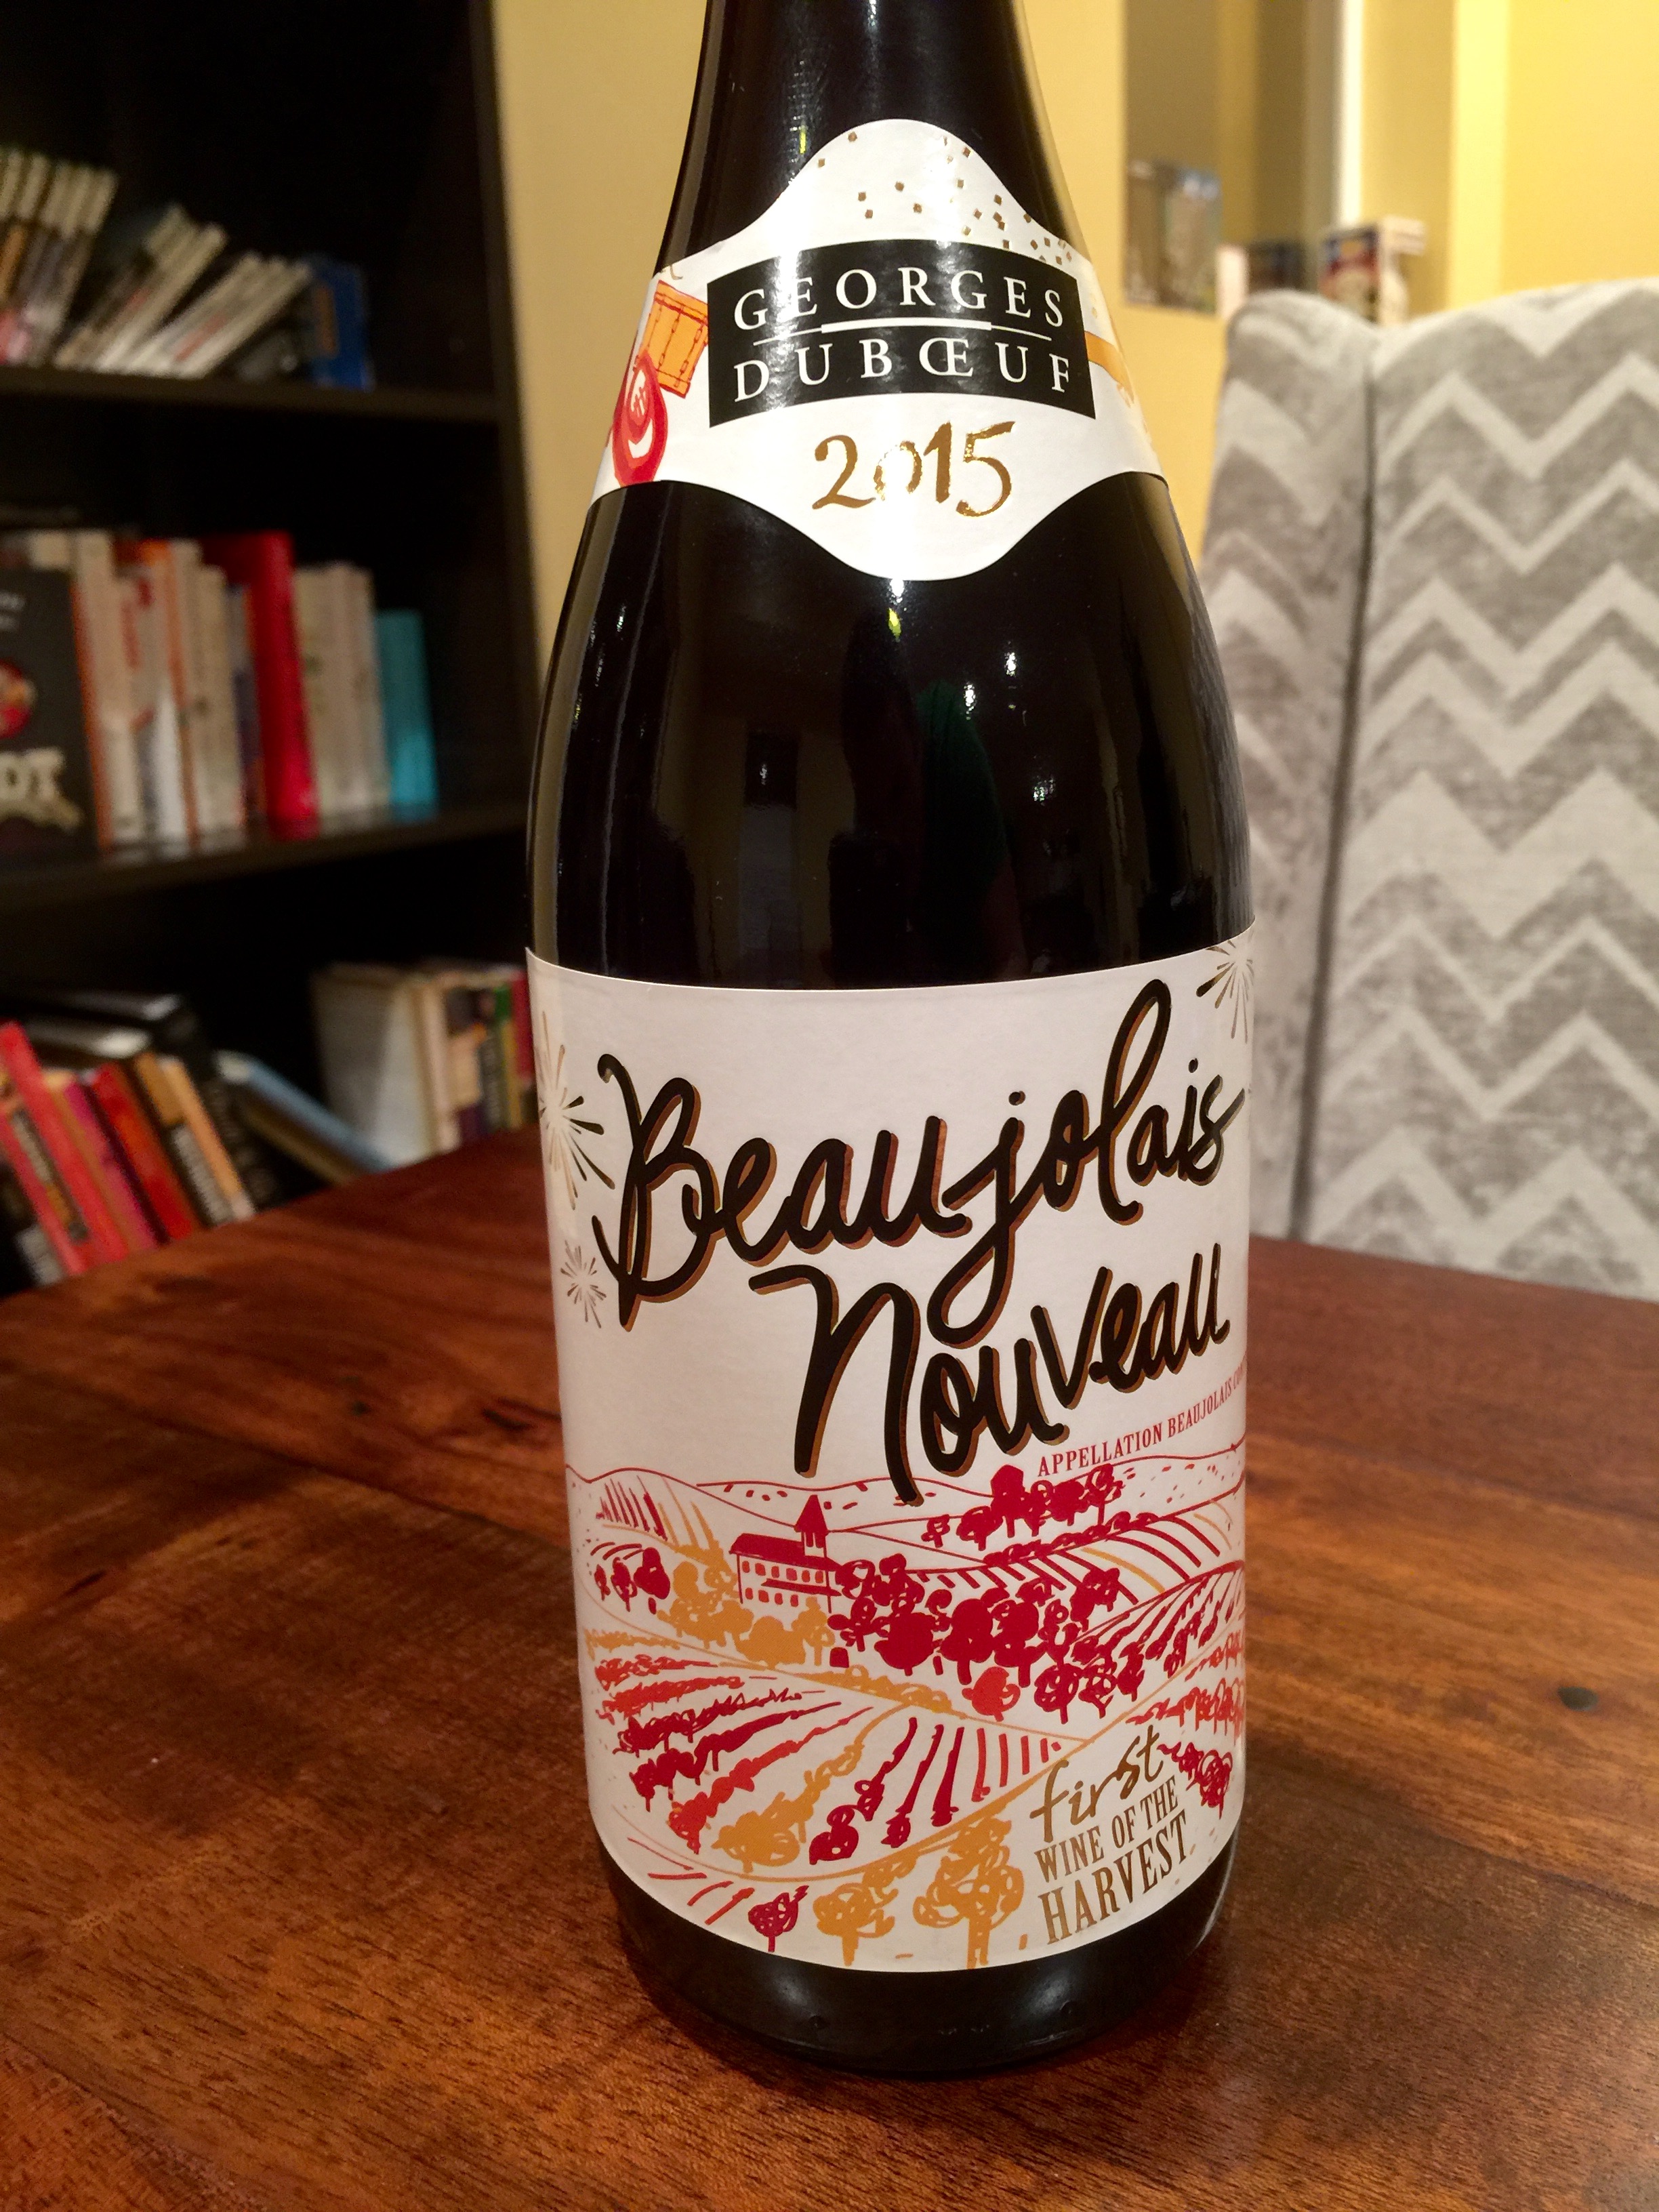 GEORGES
DUBŒUF
2015
Beaujolais
Nouveau
APPELLATION BEAUJOLAIS
first
WINE OF THE
HARVEST